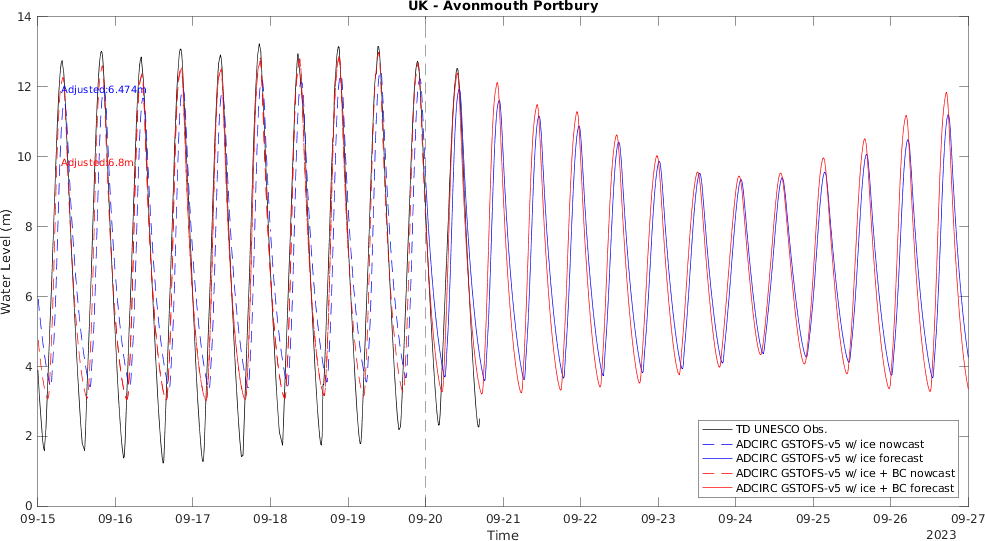 UK - Avonmouth Portbury
14
12
10
8
6
4
2
0
Water Level (m)
Adjusted:6.474m
Adjusted:6.8m
TD UNESCO Obs.
ADCIRC GSTOFS-v5 w/ ice nowcast
ADCIRC GSTOFS-v5 w/ ice forecast
ADCIRC GSTOFS-v5 w/ ice + BC nowcast
ADCIRC GSTOFS-v5 w/ ice + BC forecast
09-15 09-16 09-17 09-18 09-19 09-20 09-21 09-22 09-23 09-24 09-25 09-26 09-27
Time
2023